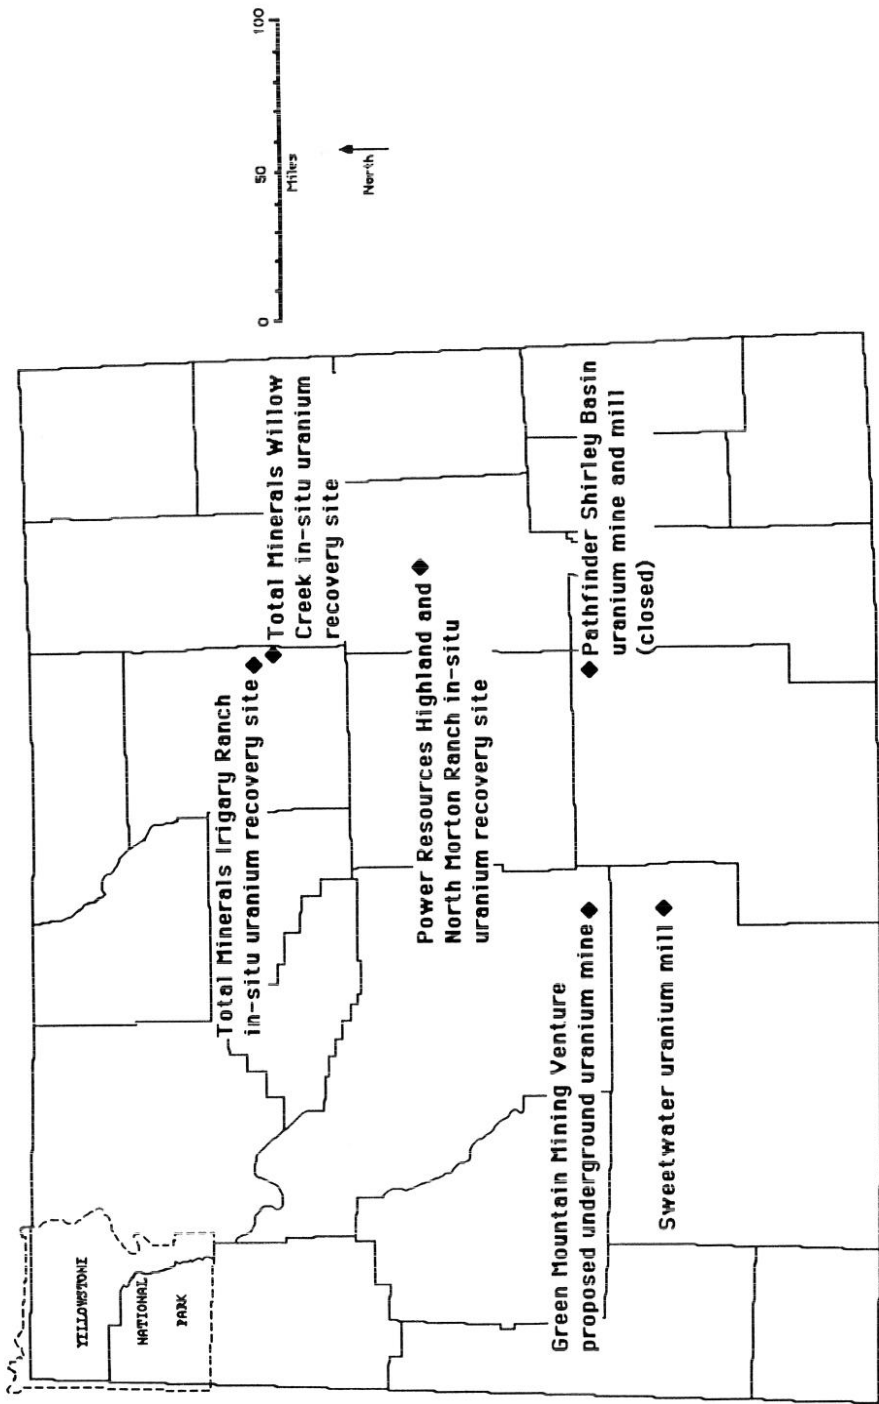 YELLOWSTONE
NATIONAL
PARK
Total Minerals Irigary Ranch
in-situ uranium recovery site
Total Minerals Willow
Creek in-situ uranium
recovery site
Power Resources Highland and
North Morton Ranch in-situ
uranium recovery site
Green Mountain Mining Venture
proposed underground uranium mine
Pathfinder Shirley Basin
uranium mine and mill
(closed)
Sweetwater uranium mill
0 50 100
Miles
North